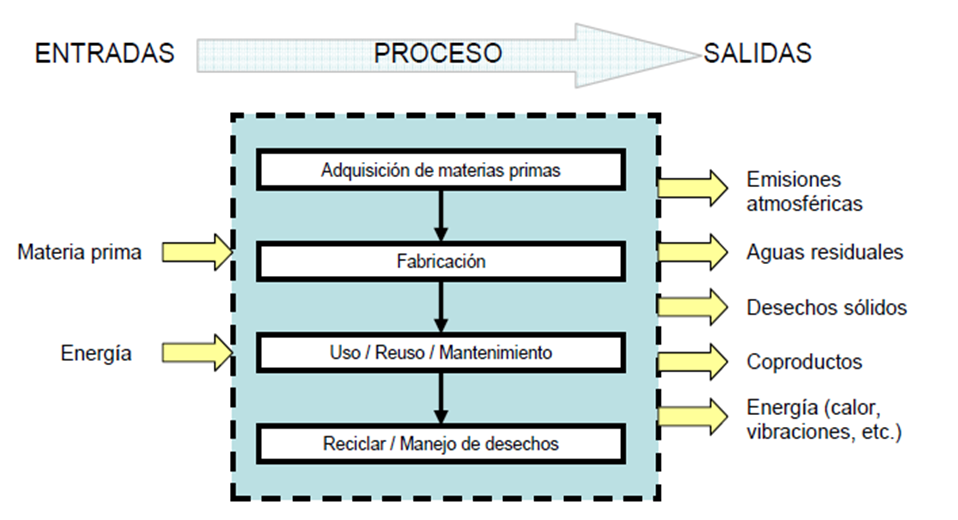 ENTRADAS PROCESO SALIDAS
Adquisición de materias primas
Fabricación
Uso / Reuso / Mantenimiento
Reciclar / Manejo de desechos
Materia prima
Energía
Emisiones
atmosféricas
Aguas residuales
Desechos sólidos
Coproductos
Energía (calor,
vibraciones, etc.)